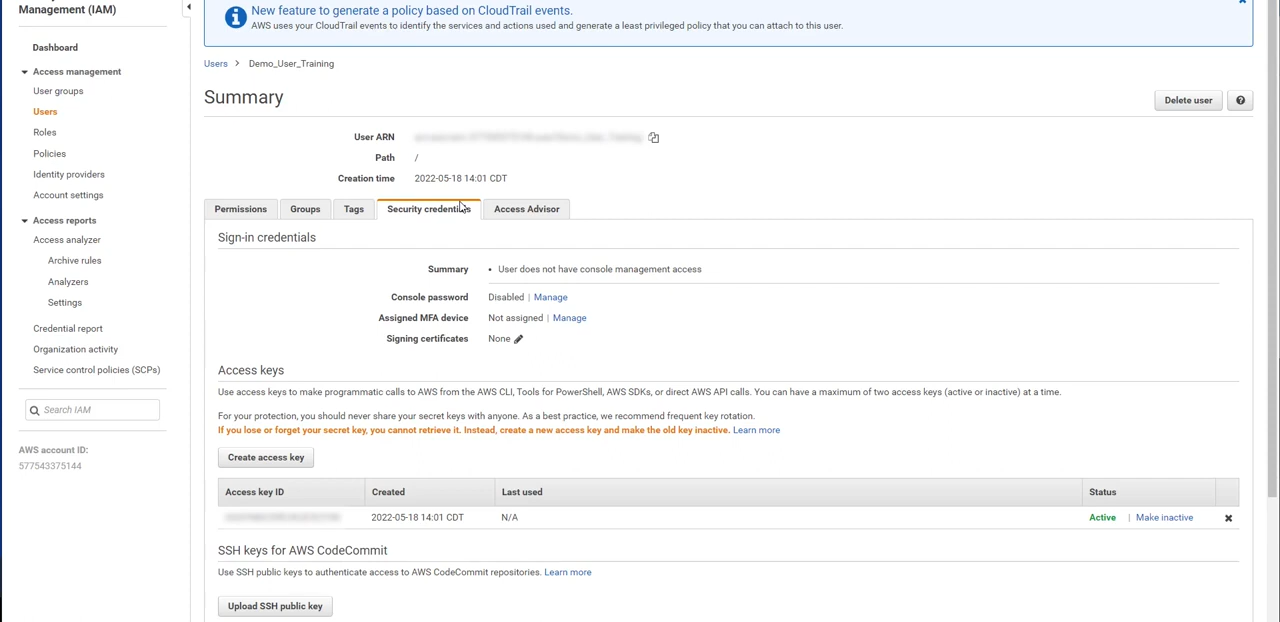 Management (IAM)
Dashboard
Access management
User groups
Users
Roles
Policies
Identity providers
Account settings
Access reports
Access analyzer
Archive rules
Analyzers
Settings
Credential report
Organization activity
Service control policies (SCPs)
Search IAM
AWS account ID:
577543375144
New feature to generate a policy based on CloudTrail events.
AWS uses your CloudTrail events to identify the services and actions used and generate a least privileged policy that you can attach to this user.
Users > Demo_User_Training
Summary
Delete user
User ARN
Path /
Creation time 2022-05-18 14:01 CDT
Permissions Groups Tags Security credentials Access Advisor
Sign-in credentials
Summary • User does not have console management access
Console password Disabled | Manage
Assigned MFA device Not assigned | Manage
Signing certificates None
Access keys
Use access keys to make programmatic calls to AWS from the AWS CLI, Tools for PowerShell, AWS SDKs, or direct AWS API calls. You can have a maximum of two access keys (active or inactive) at a time.
For your protection, you should never share your secret keys with anyone. As a best practice, we recommend frequent key rotation.
If you lose or forget your secret key, you cannot retrieve it. Instead, create a new access key and make the old key inactive. Learn more
Create access key
Access key ID Created Last used Status
2022-05-18 14:01 CDT N/A Active | Make inactive
SSH keys for AWS CodeCommit
Use SSH public keys to authenticate access to AWS CodeCommit repositories. Learn more
Upload SSH public key